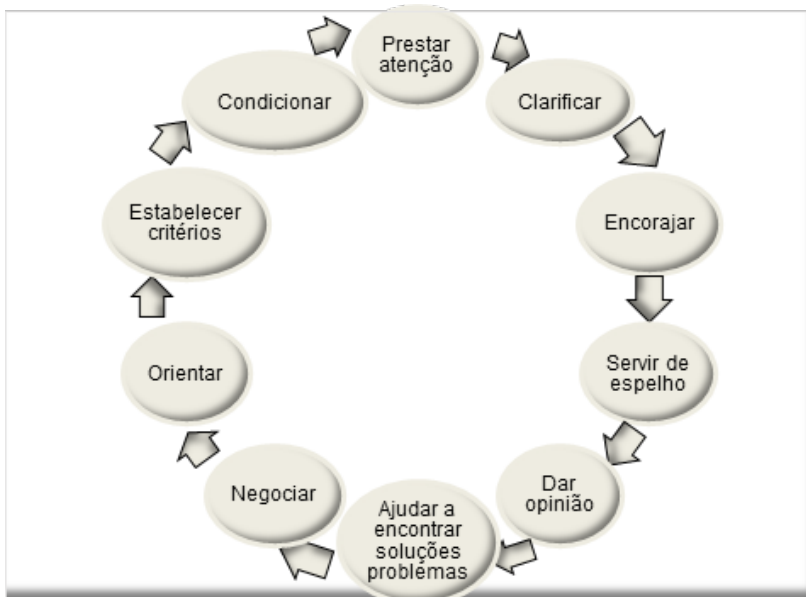 Prestar
atenção
Clarificar
Encorajar
Servir de
espelho
Dar
opinião
Ajudar a
encontrar
soluções
problemas
Negociar
Orientar
Estabelecer
critérios
Condicionar